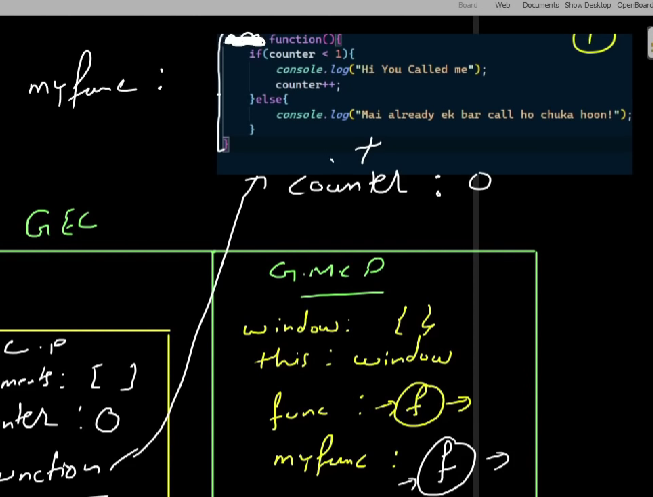 Board Web Documents Show Desktop OpenBoard
function(){
if(counter < 1){
console.log("Hi You Called me");
counter++;
}else{
console.log("Mai already ek bar call ho chuka hoon!");
}
}
1
myfunc :
+
counter : 0
GEC
G.M.C P
window: { }
this : window
func : → f →
myfunc : → f →
C.P
ments: [ ]
nter : 0
unction